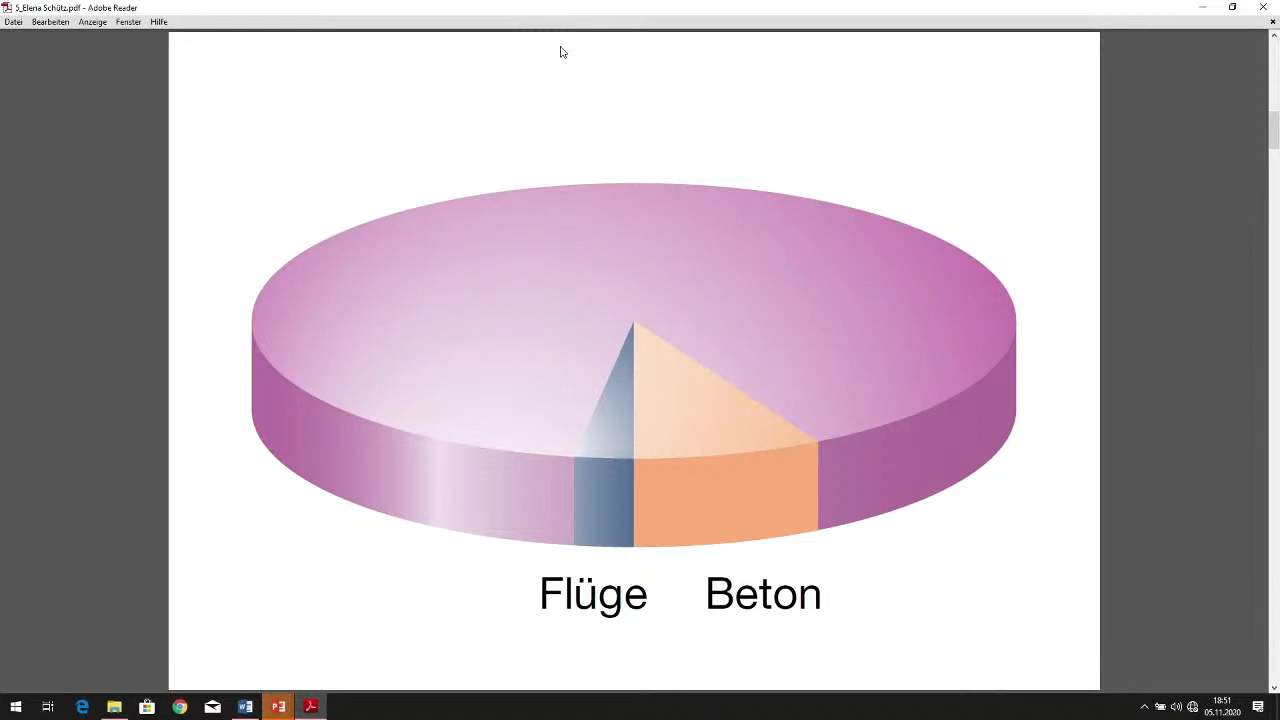 5_Elena Schütz.pdf - Adobe Reader
Datei Bearbeiten Anzeige Fenster Hilfe
Flüge Beton
18:51
05.11.2020